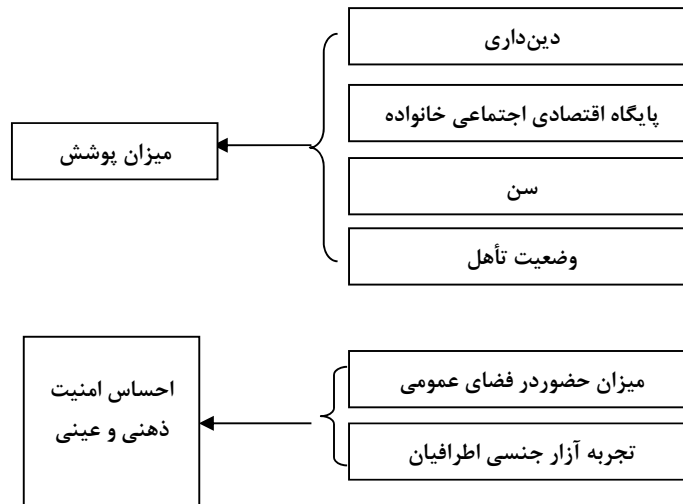 دین‌داری
پایگاه اقتصادی اجتماعی خانواده
میزان پوشش
سن
وضعیت تأهل
میزان حضوردر فضای عمومی
احساس امنیت
ذهنی و عینی
تجربه آزار جنسی اطرافیان